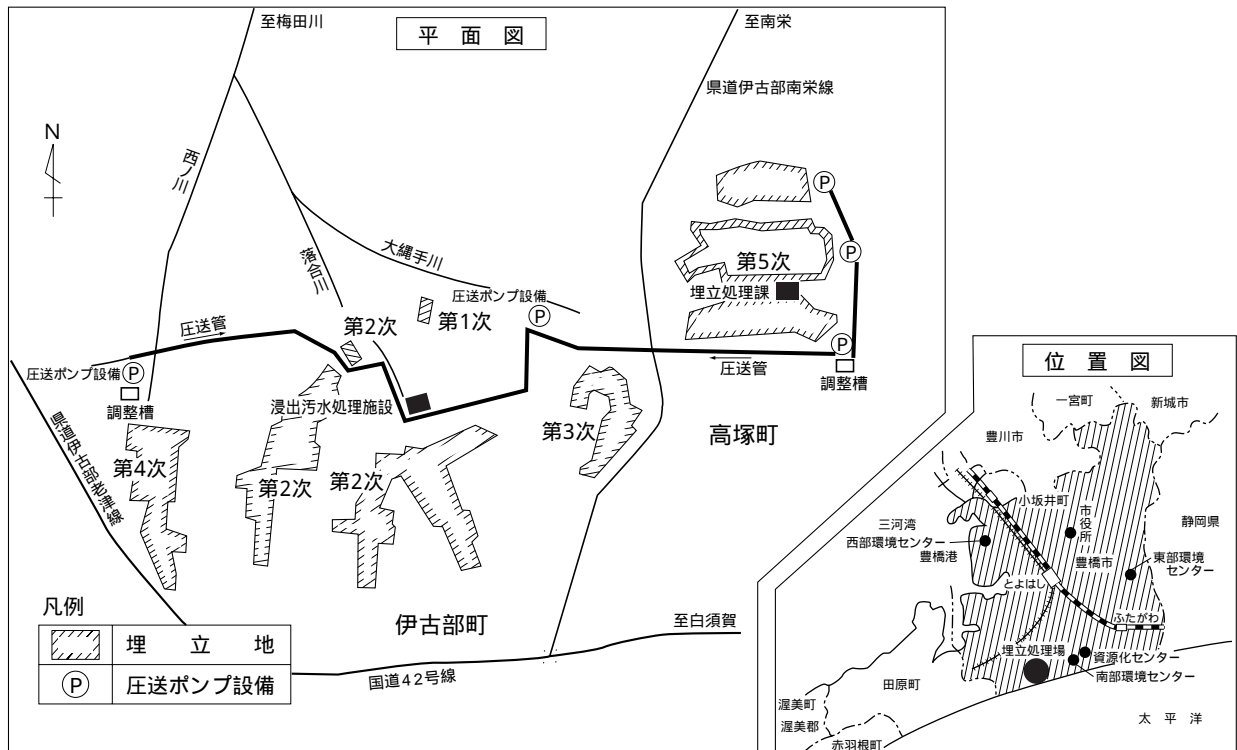 平面図
至梅田川
至南栄
県道伊古部南栄線
N
西ノ川
落合川
大縄手川
P
P
第5次
埋立処理課
圧送ポンプ設備
P
第1次
第2次
圧送管
圧送管
P
調整槽
圧送ポンプ設備
P
調整槽
浸出汚水処理施設
第3次
高塚町
県道伊古部老津線
第4次
第2次
第2次
伊古部町
至白須賀
国道42号線
凡例
埋立地
P 圧送ポンプ設備
位置図
一宮町
新城市
豊川市
小坂井町
市役所
静岡県
三河湾
西部環境センター
豊橋港
豊橋市
東部環境
センター
とよはし
ふたがわ
埋立処理場
資源化センター
南部環境センター
田原町
渥美町
渥美郡
赤羽根町
太平洋